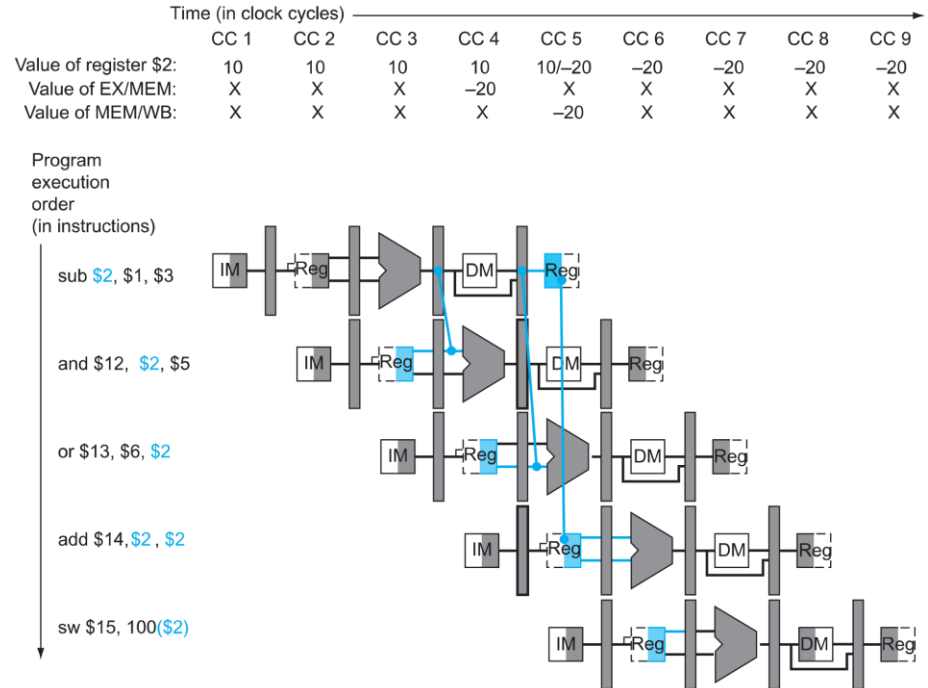 Time (in clock cycles)
CC 1 CC 2 CC 3 CC 4 CC 5 CC 6 CC 7 CC 8 CC 9
Value of register $2: 10 10 10 10 10/–20 –20 –20 –20 –20
Value of EX/MEM: X X X –20 X X X X X
Value of MEM/WB: X X X X –20 X X X X
Program
execution
order
(in instructions)
sub $2, $1, $3
IM Reg DM Reg
and $12, $2, $5
IM Reg DM Reg
or $13, $6, $2
IM Reg DM Reg
add $14, $2 , $2
IM Reg DM Reg
sw $15, 100($2)
IM Reg DM Reg